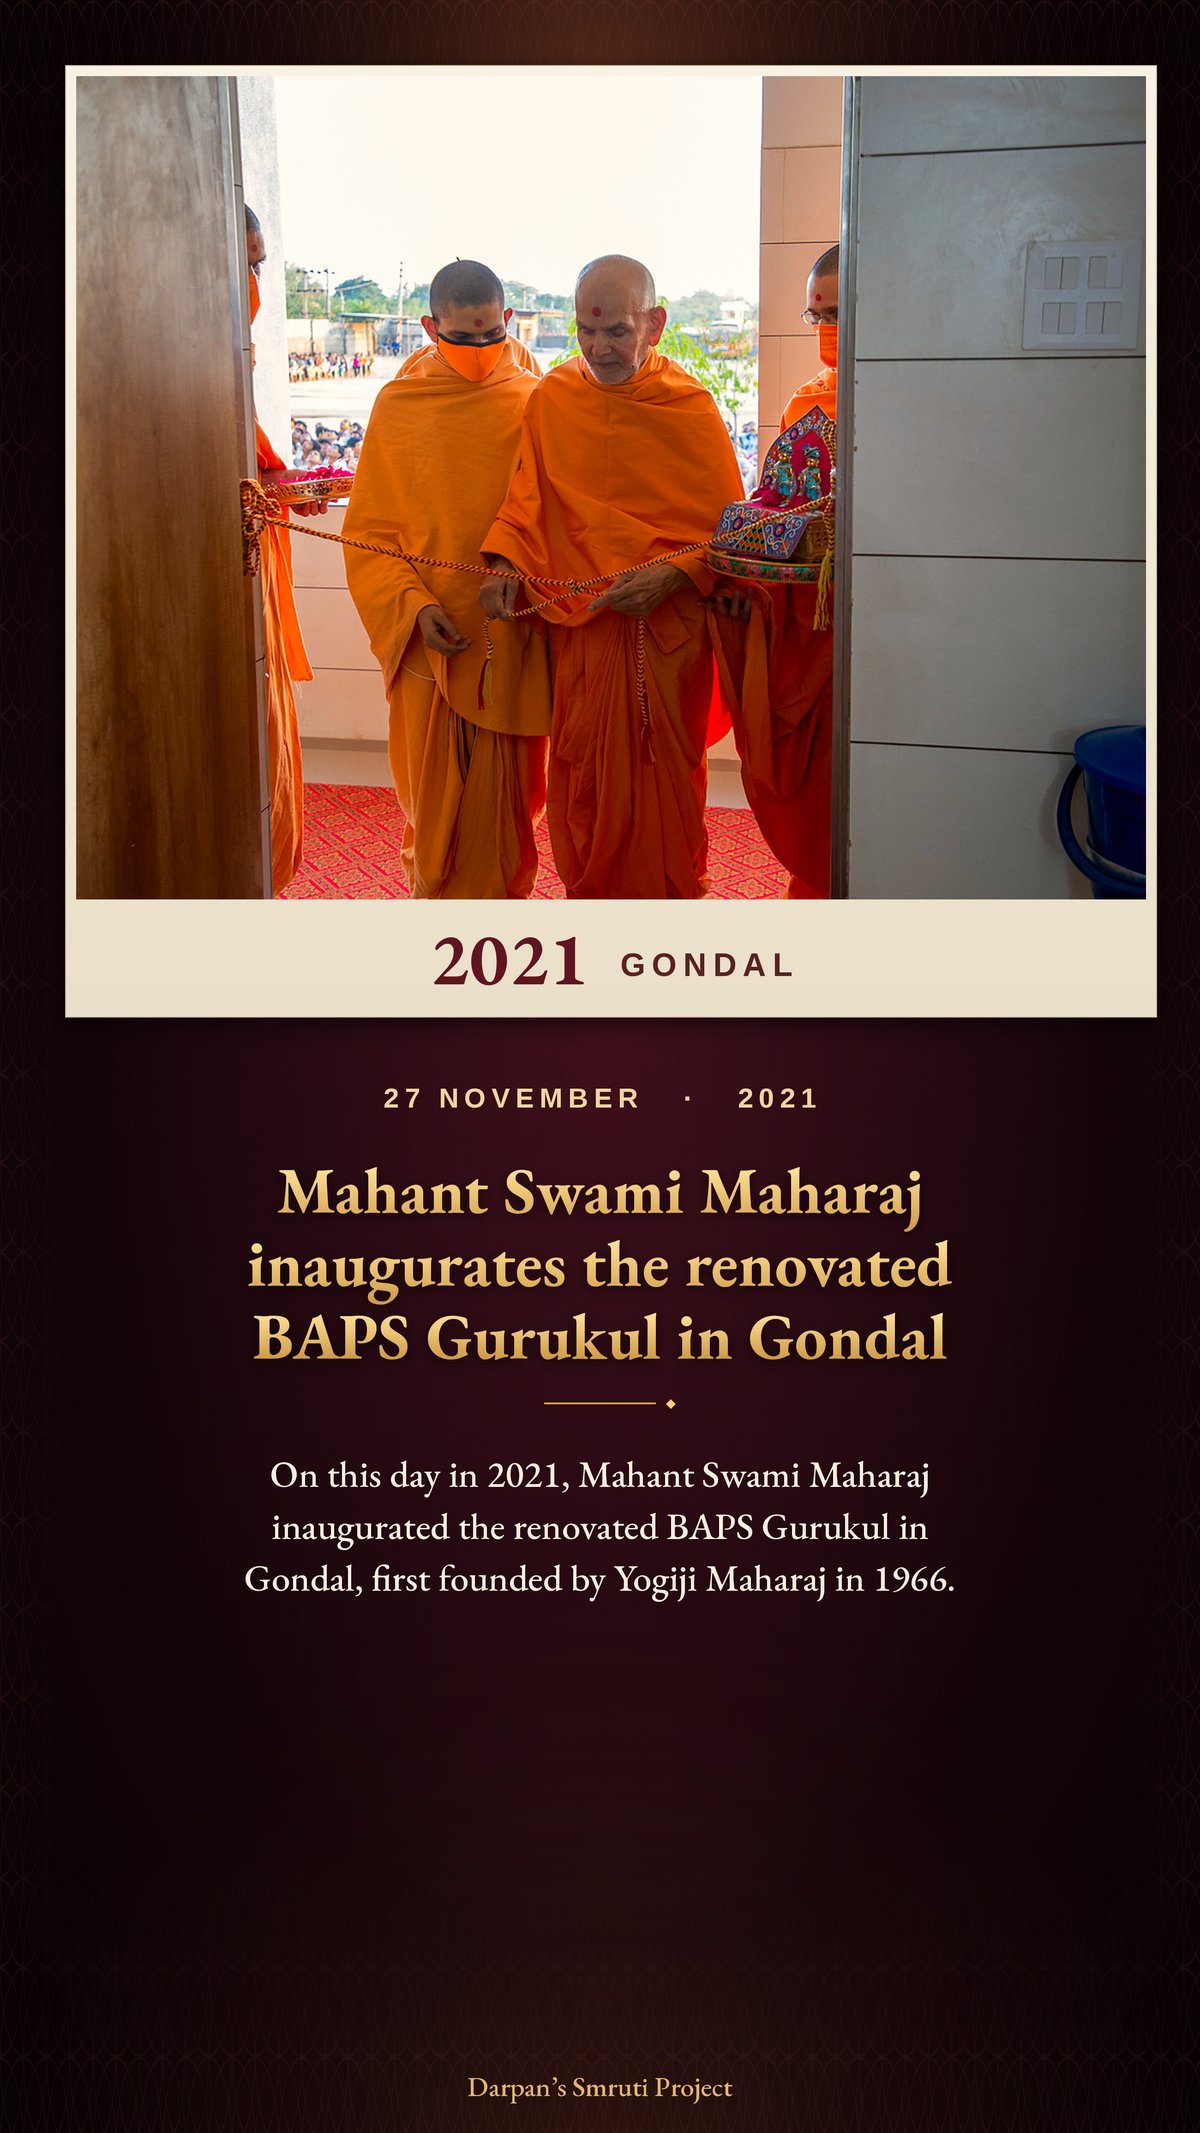 2021 GONDAL
27 NOVEMBER · 2021
Mahant Swami Maharaj
inaugurates the renovated
BAPS Gurukul in Gondal
On this day in 2021, Mahant Swami Maharaj
inaugurated the renovated BAPS Gurukul in
Gondal, first founded by Yogiji Maharaj in 1966.
Darpan’s Smruti Project